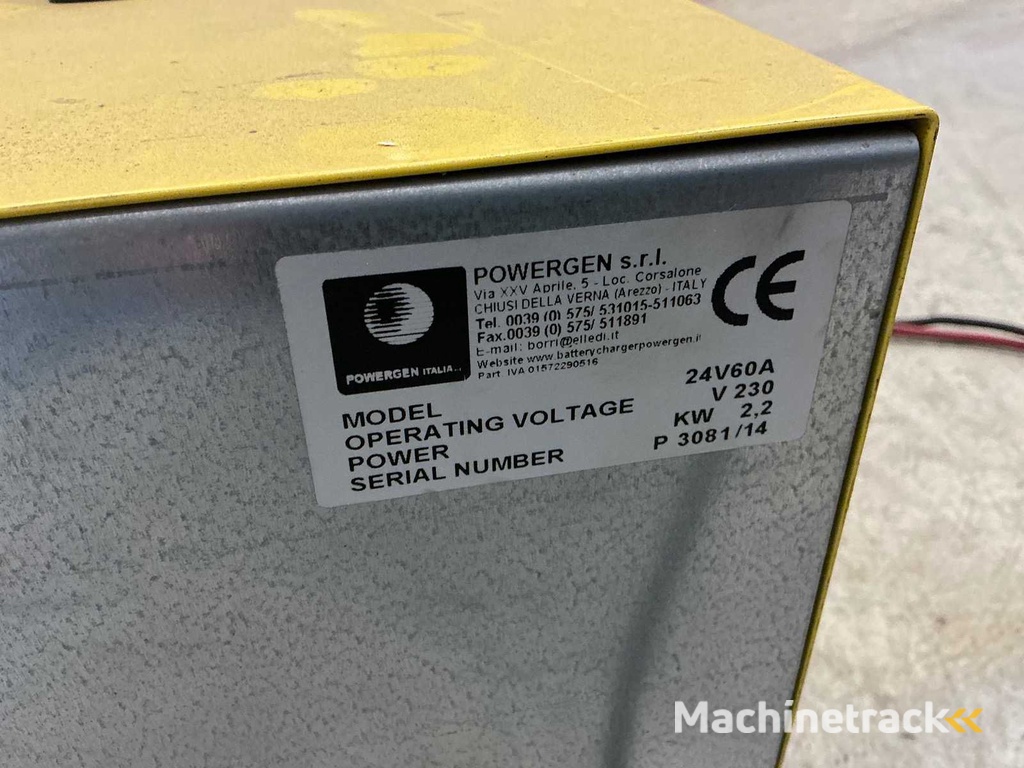 POWERGEN s.r.l.
Via XXV Aprile, 5 - Loc. Corsalone
CHIUSI DELLA VERNA (Arezzo) - ITALY
Tel. 0039 (0) 575/ 531015-511063
Fax.0039 (0) 575/ 511891
E-mail: borri@elledi.it
Website www.batterychargerpowergen.it
Part. IVA 01572290516
CE
POWERGEN ITALIA
MODEL 24V60A
OPERATING VOLTAGE V 230
POWER KW 2,2
SERIAL NUMBER P 3081/14
Machinetrack